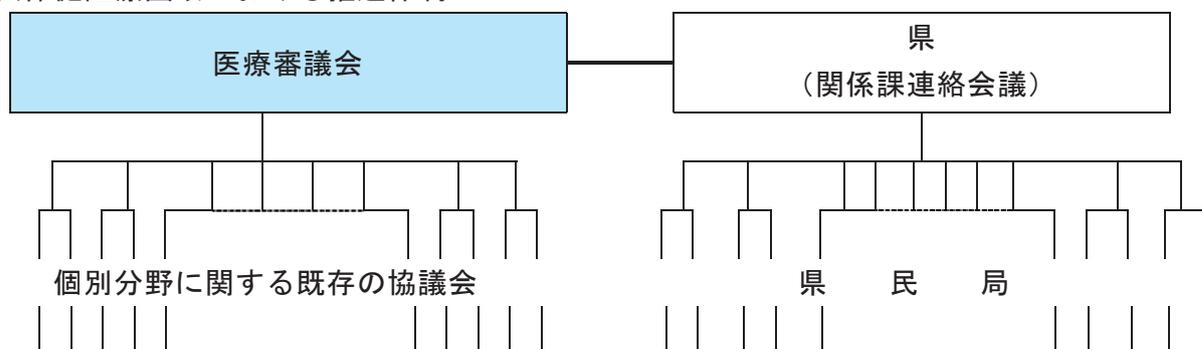 医療審議会
県
（関係課連絡会議）
個別分野に関する既存の協議会
県　民　局